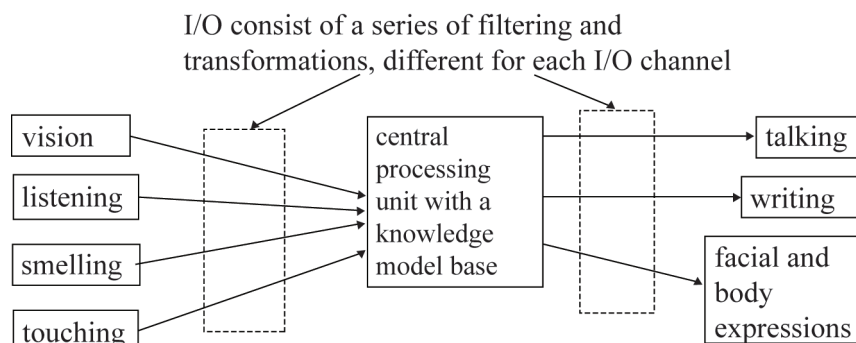 I/O consist of a series of filtering and
transformations, different for each I/O channel
vision
listening
smelling
touching
central
processing
unit with a
knowledge
model base
talking
writing
facial and
body
expressions